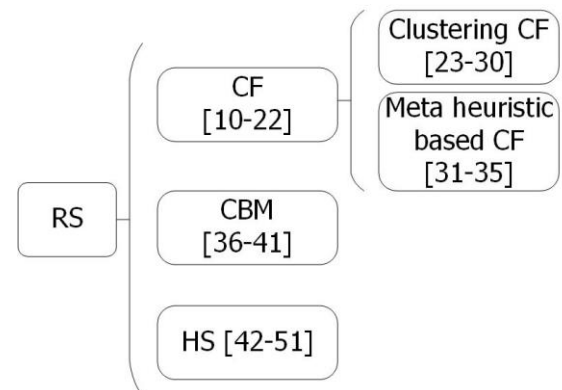 RS
CF
[10-22]
Clustering CF
[23-30]
Meta heuristic
based CF
[31-35]
CBM
[36-41]
HS [42-51]